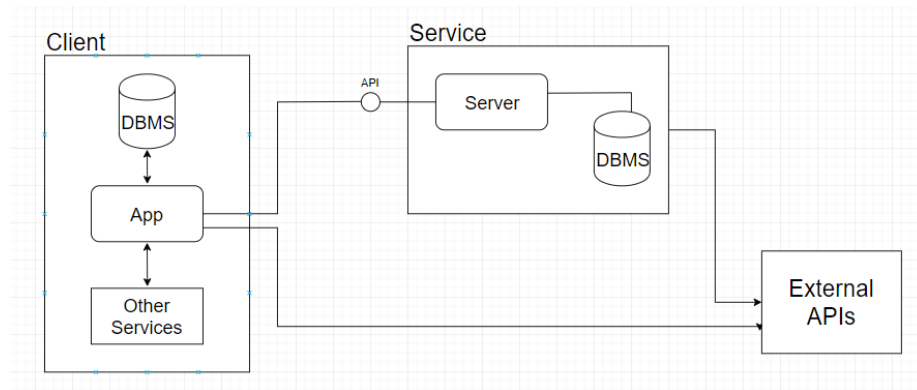 Client
DBMS
App
Other
Services
API
Service
Server
DBMS
External
APIs